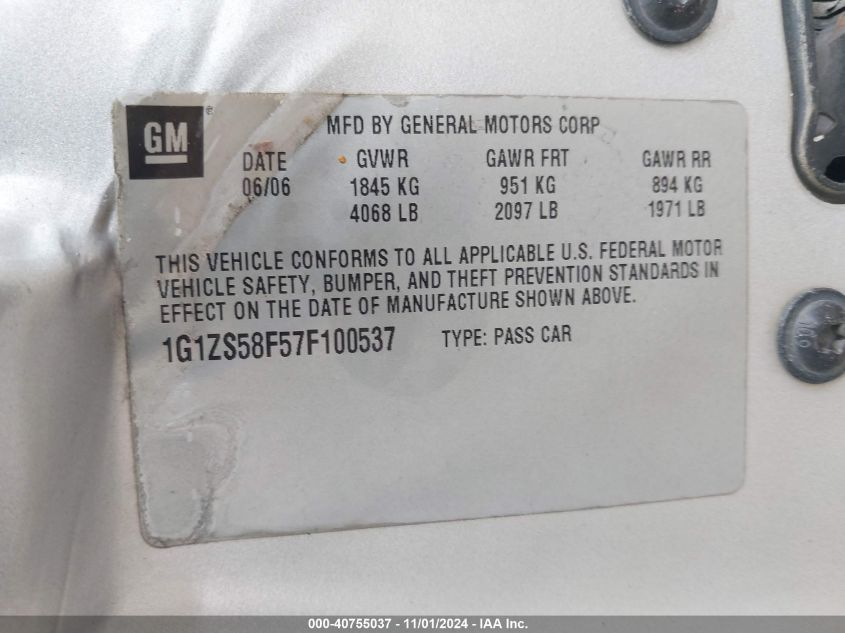 GM
MFD BY GENERAL MOTORS CORP
DATE GVWR GAWR FRT GAWR RR
06/06 1845 KG 951 KG 894 KG
4068 LB 2097 LB 1971 LB
THIS VEHICLE CONFORMS TO ALL APPLICABLE U.S. FEDERAL MOTOR
VEHICLE SAFETY, BUMPER, AND THEFT PREVENTION STANDARDS IN
EFFECT ON THE DATE OF MANUFACTURE SHOWN ABOVE.
1G1ZS58F57F100537 TYPE: PASS CAR
000-40755037 - 11/01/2024 - IAA Inc.